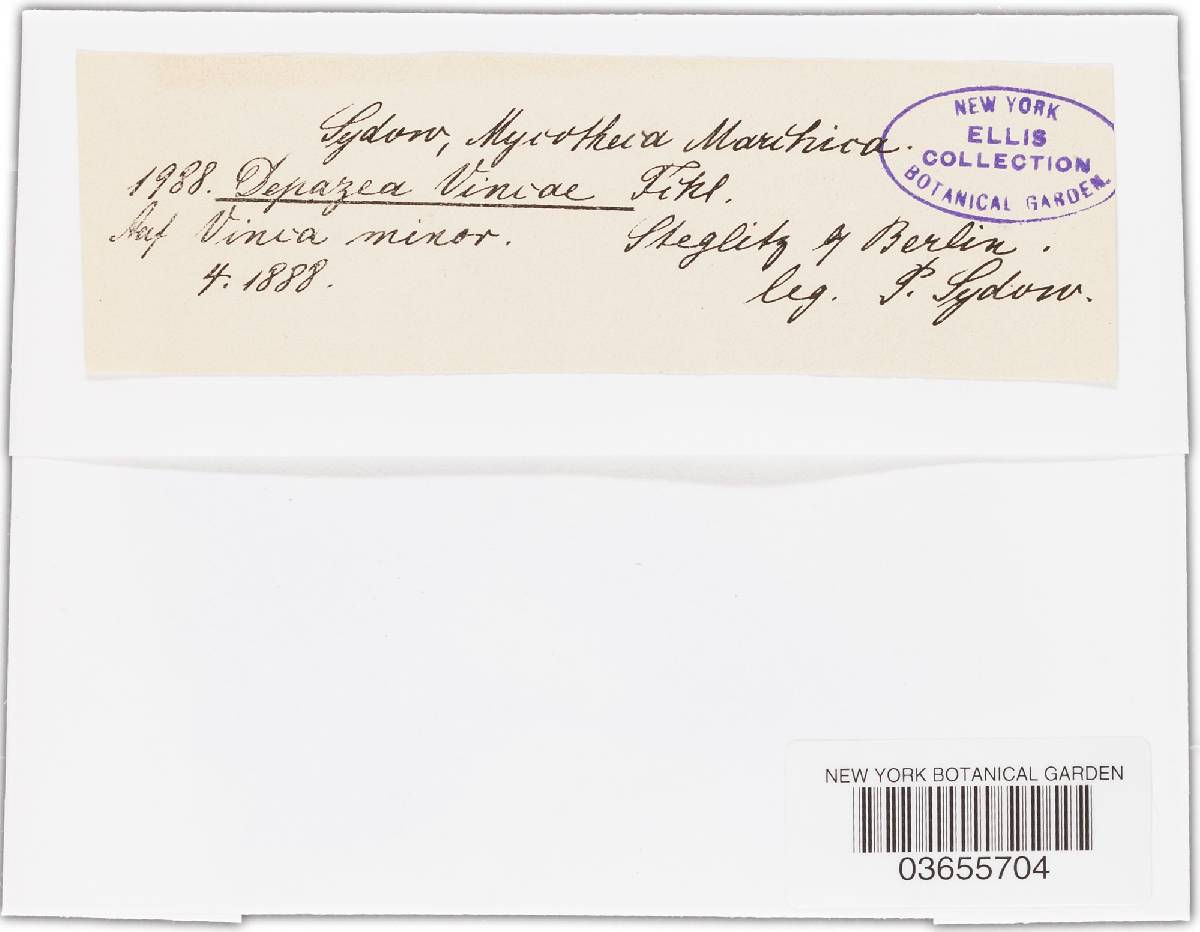 Sydow, Mycotheca Marchica.
1988. Depazea Vincae Fckl.
Auf Vinca minor. Steglitz Berlin.
4. 1888. leg. P. Sydow.
NEW YORK
ELLIS
COLLECTION
BOTANICAL GARDEN.
NEW YORK BOTANICAL GARDEN
03655704